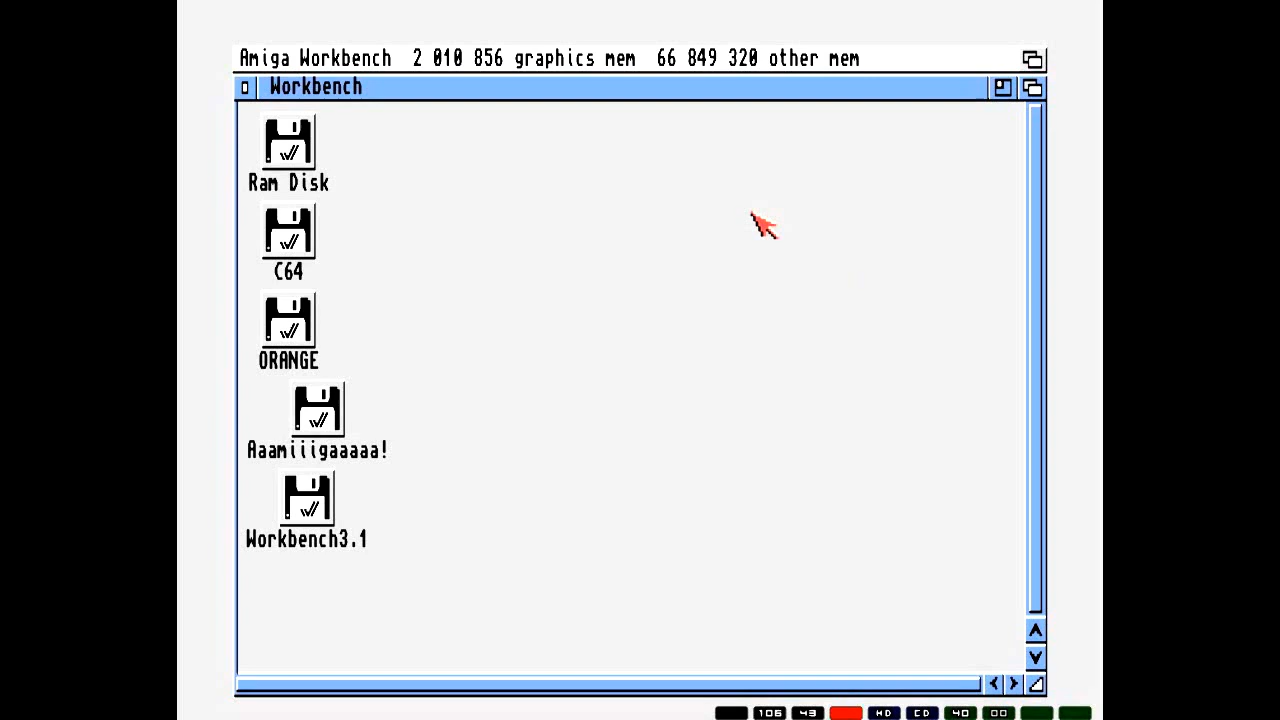 Amiga Workbench 2 010 856 graphics mem 66 849 320 other mem
Workbench
Ram Disk
C64
ORANGE
Aaamiiigaaaaa!
Workbench3.1
106 43 HD CD 40 00